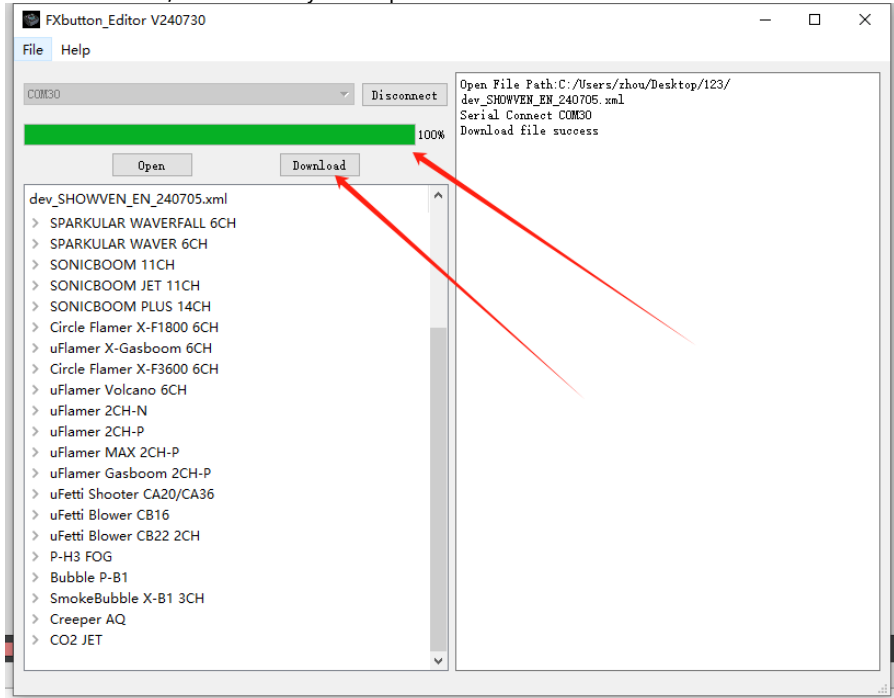 FXbutton_Editor V240730
File Help
COM30
Disconnect
100%
Open
Download
dev_SHOWVEN_EN_240705.xml
SPARKULAR WAVERFALL 6CH
SPARKULAR WAVER 6CH
SONICBOOM 11CH
SONICBOOM JET 11CH
SONICBOOM PLUS 14CH
Circle Flamer X-F1800 6CH
uFlamer X-Gasboom 6CH
Circle Flamer X-F3600 6CH
uFlamer Volcano 6CH
uFlamer 2CH-N
uFlamer 2CH-P
uFlamer MAX 2CH-P
uFlamer Gasboom 2CH-P
uFetti Shooter CA20/CA36
uFetti Blower CB16
uFetti Blower CB22 2CH
P-H3 FOG
Bubble P-B1
SmokeBubble X-B1 3CH
Creeper AQ
CO2 JET
Open File Path:C:/Users/zhou/Desktop/123/
dev_SHOWVEN_EN_240705.xml
Serial Connect COM30
Download file success